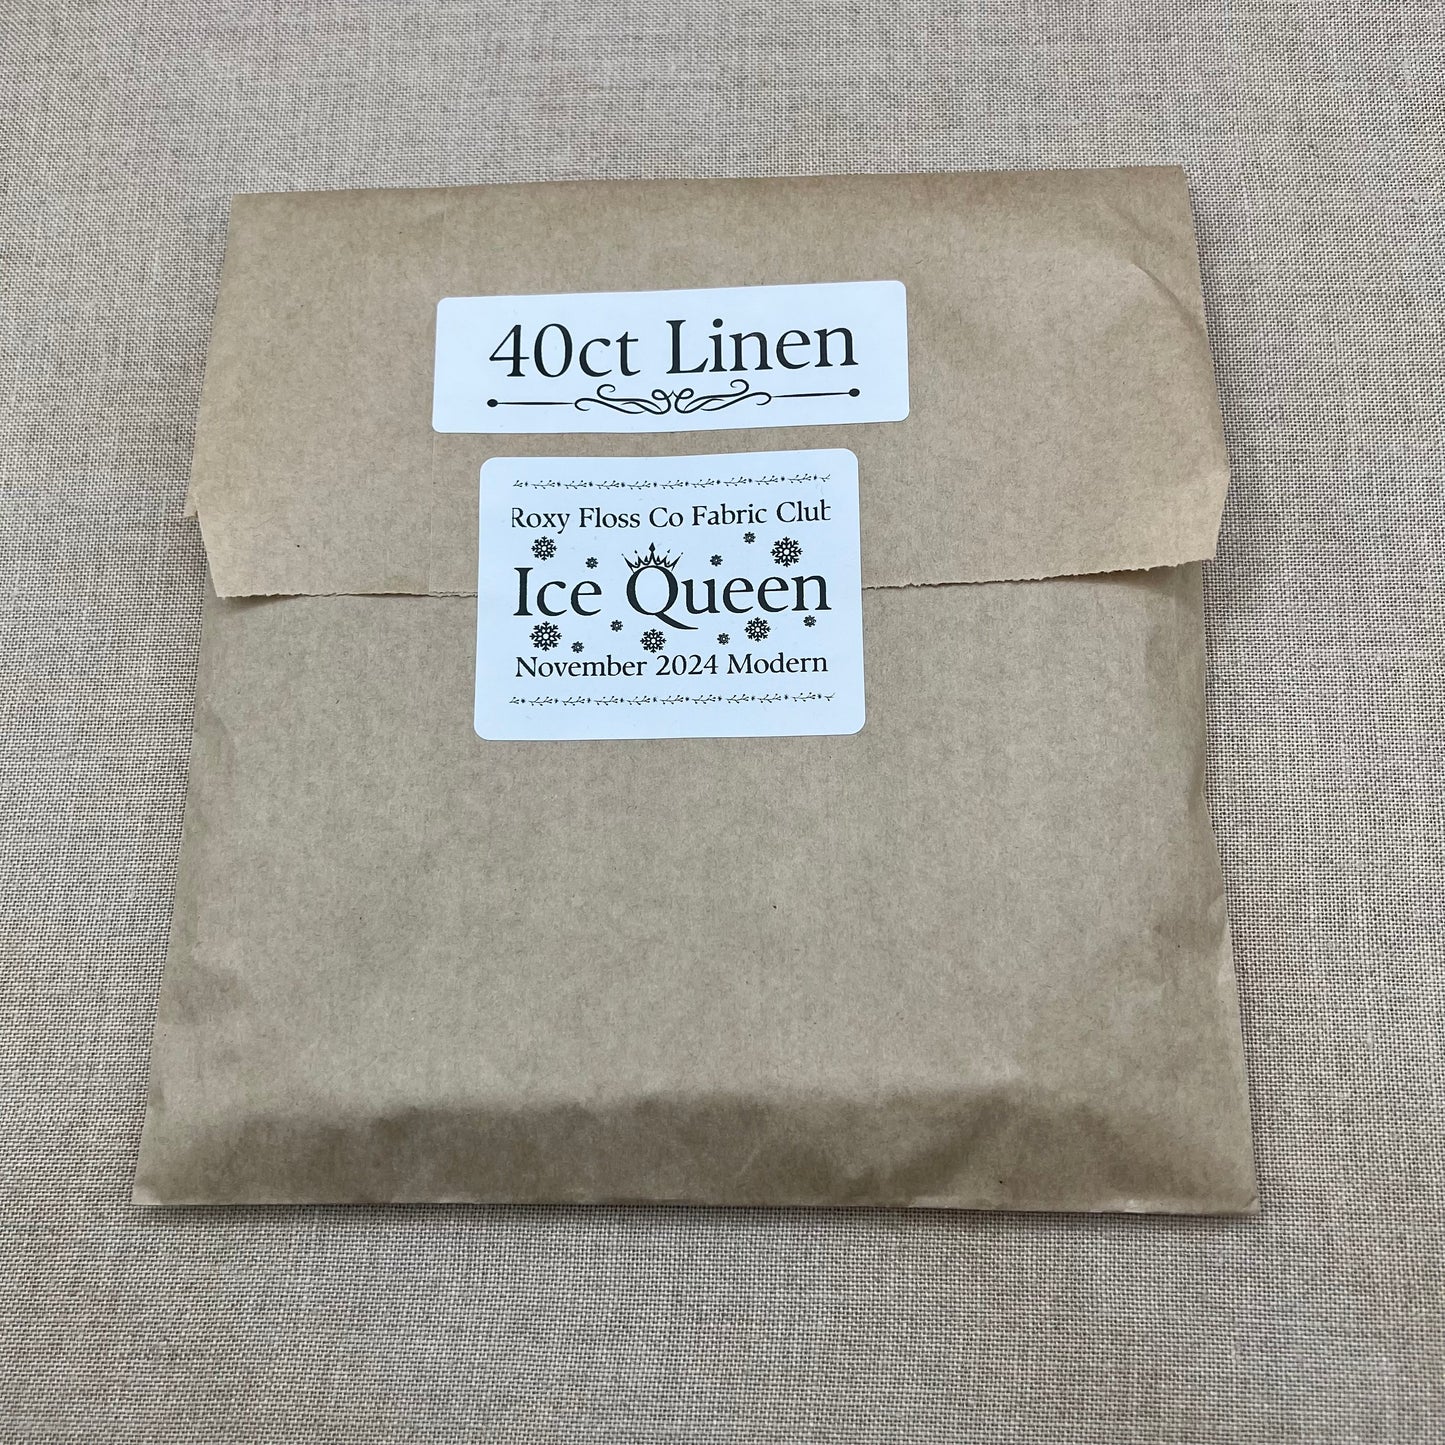 40ct Linen
Roxy Floss Co Fabric Club
Ice Queen
November 2024 Modern